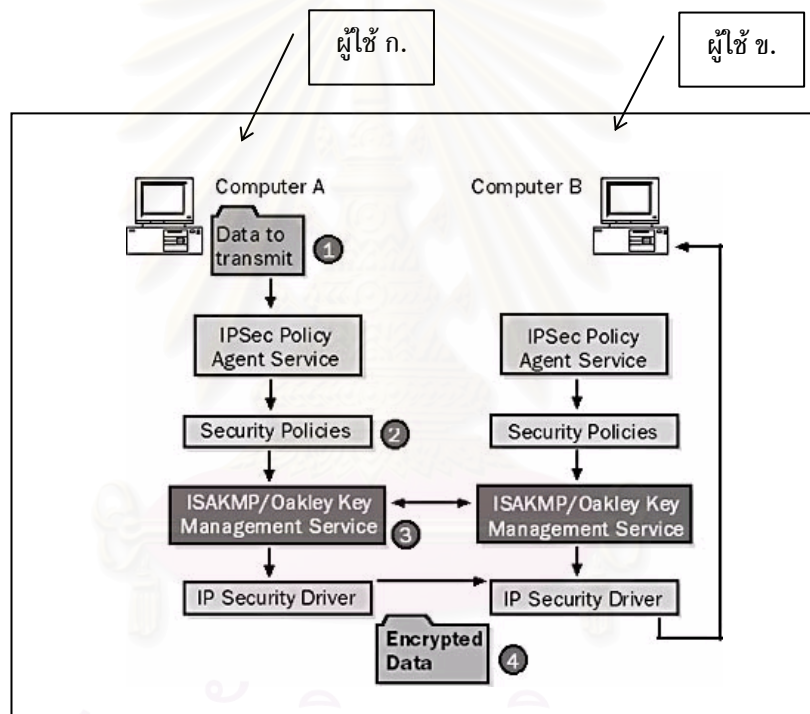 ผู้ใช้ ก.
ผู้ใช้ ข.
Computer A
Computer B
Data to
transmit
1
IPSec Policy
Agent Service
IPSec Policy
Agent Service
Security Policies
2
Security Policies
ISAKMP/Oakley Key
Management Service
3
ISAKMP/Oakley Key
Management Service
IP Security Driver
IP Security Driver
Encrypted
Data
4